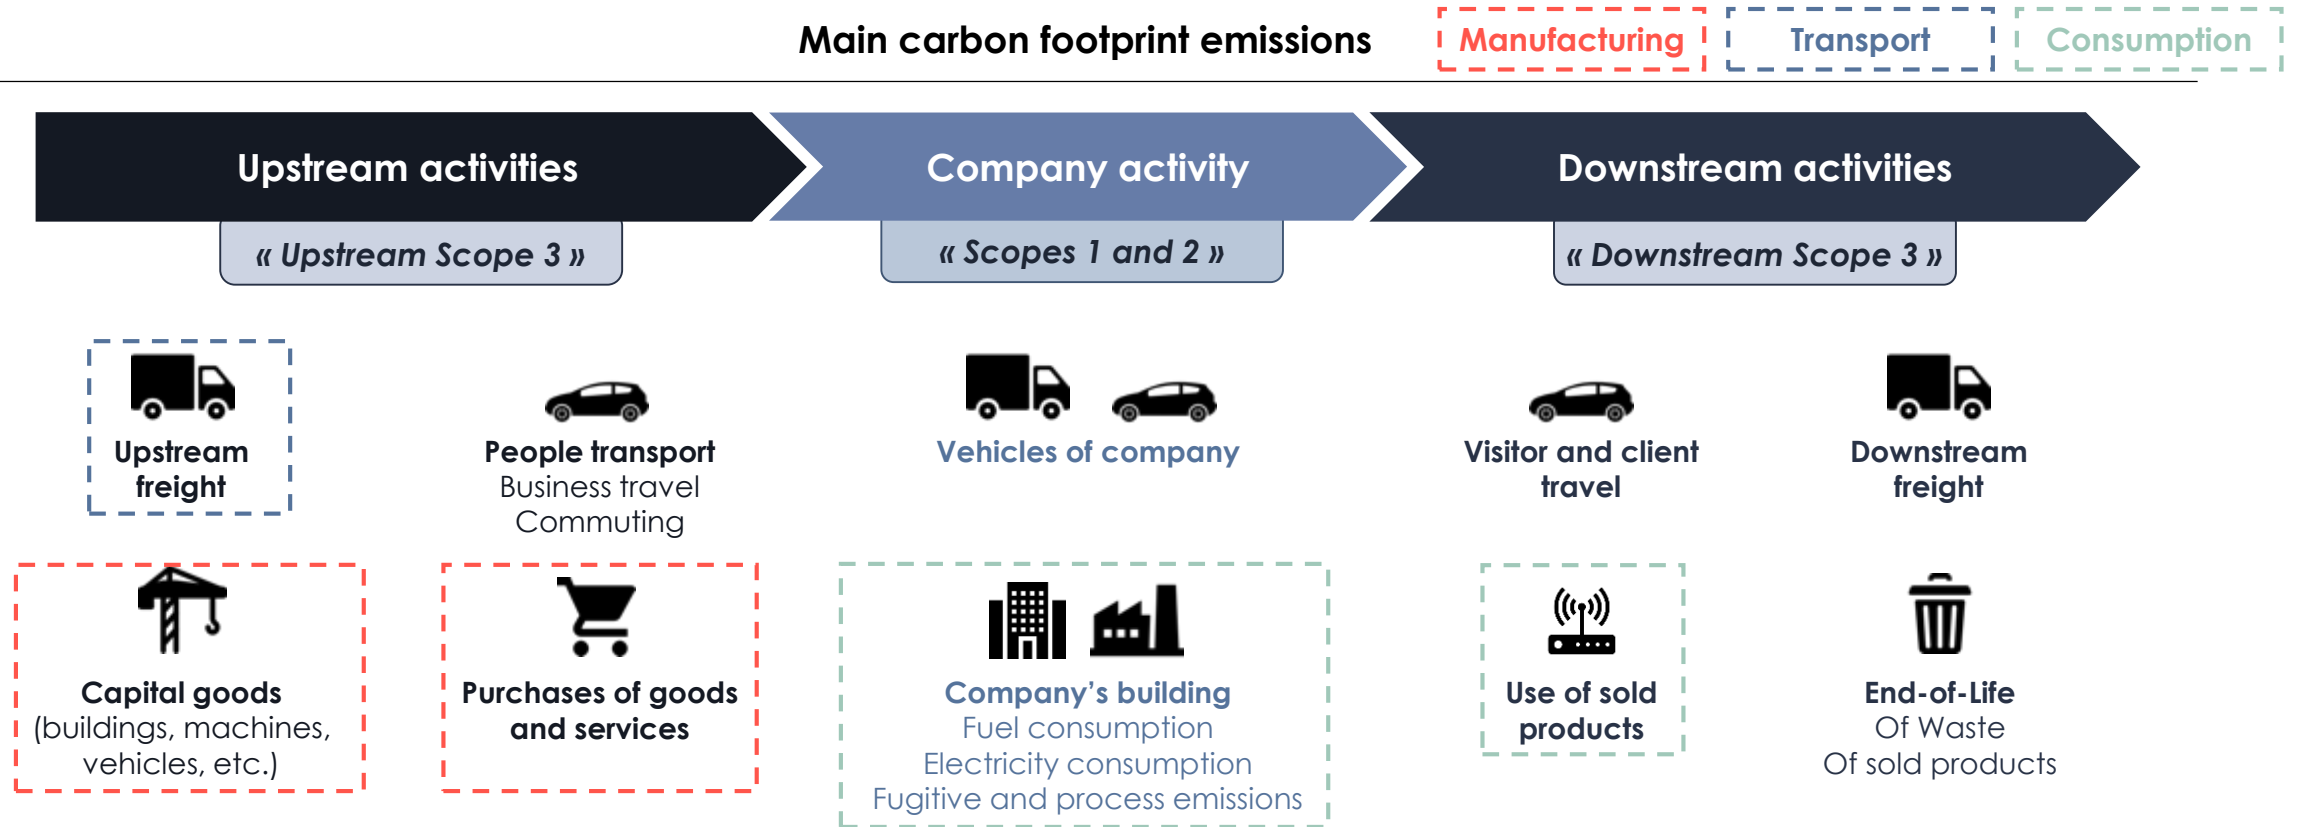 Main carbon footprint emissions
Manufacturing
Transport
Consumption
Upstream activities
Company activity
Downstream activities
« Upstream Scope 3 »
« Scopes 1 and 2 »
« Downstream Scope 3 »
Upstream
freight
People transport
Business travel
Commuting
Vehicles of company
Visitor and client
travel
Downstream
freight
Capital goods
(buildings, machines,
vehicles, etc.)
Purchases of goods
and services
Company’s building
Fuel consumption
Electricity consumption
Fugitive and process emissions
Use of sold
products
End-of-Life
Of Waste
Of sold products